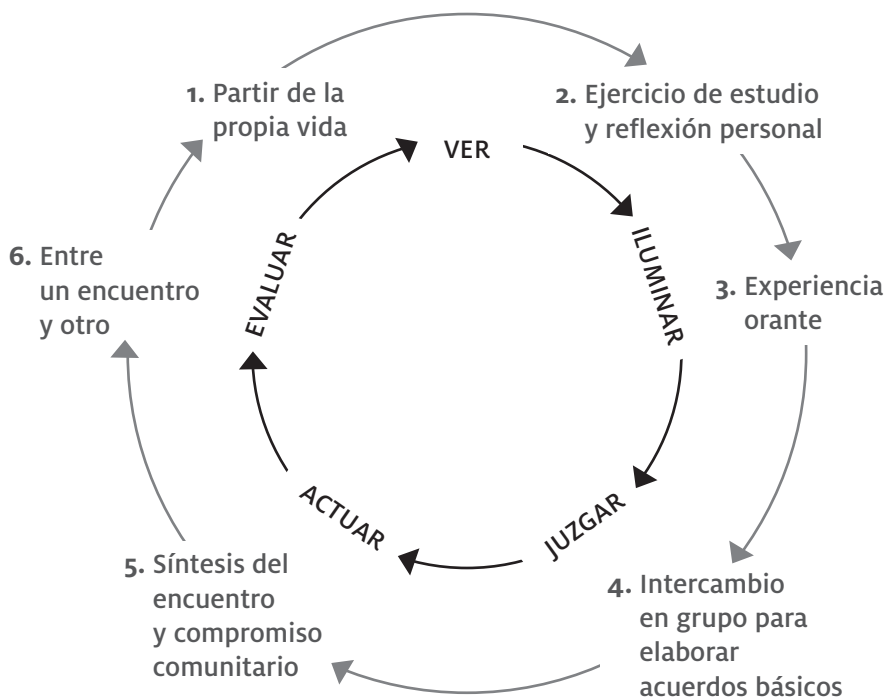 1. Partir de la
propia vida
2. Ejercicio de estudio
y reflexión personal
3. Experiencia
orante
4. Intercambio
en grupo para
elaborar
acuerdos básicos
5. Síntesis del
encuentro
y compromiso
comunitario
6. Entre
un encuentro
y otro
VER
ILUMINAR
JUZGAR
ACTUAR
EVALUAR